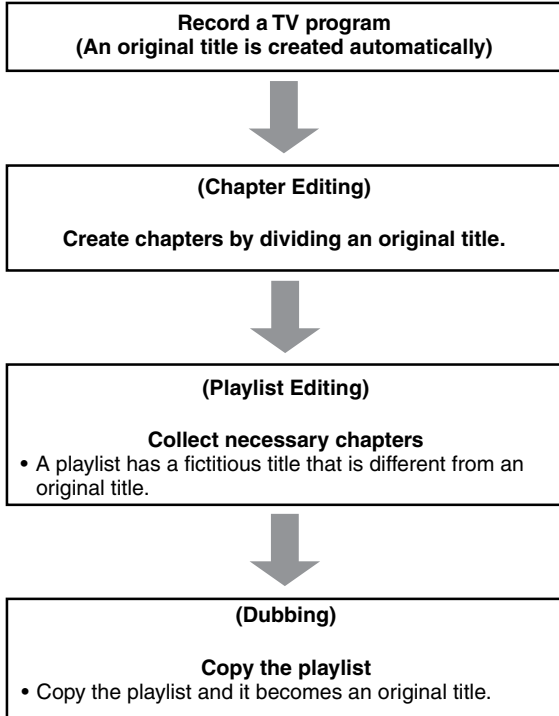 Record a TV program
(An original title is created automatically)
(Chapter Editing)
Create chapters by dividing an original title.
(Playlist Editing)
Collect necessary chapters
• A playlist has a fictitious title that is different from an
original title.
(Dubbing)
Copy the playlist
• Copy the playlist and it becomes an original title.